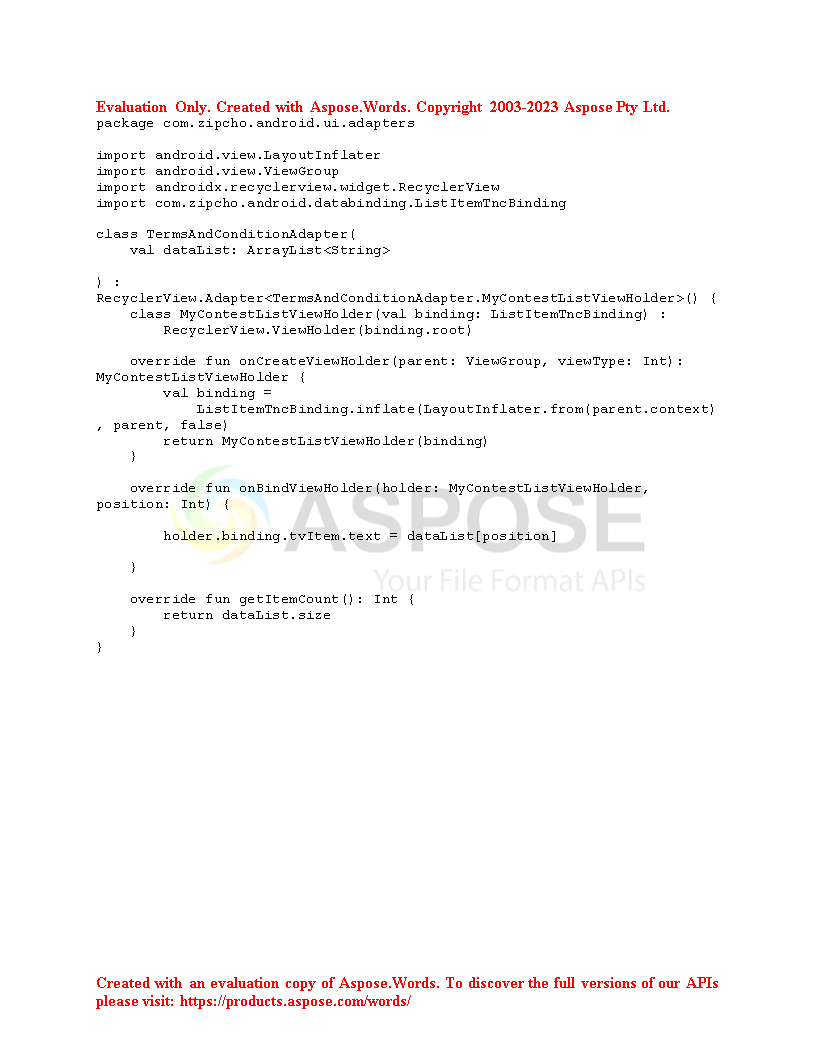 Evaluation Only. Created with Aspose.Words. Copyright 2003-2023 Aspose Pty Ltd.
package com.zipcho.android.ui.adapters

import android.view.LayoutInflater
import android.view.ViewGroup
import androidx.recyclerview.widget.RecyclerView
import com.zipcho.android.databinding.ListItemTncBinding

class TermsAndConditionAdapter(
    val dataList: ArrayList<String>

) :
RecyclerView.Adapter<TermsAndConditionAdapter.MyContestListViewHolder>() {
    class MyContestListViewHolder(val binding: ListItemTncBinding) :
        RecyclerView.ViewHolder(binding.root)

    override fun onCreateViewHolder(parent: ViewGroup, viewType: Int):
MyContestListViewHolder {
        val binding =
            ListItemTncBinding.inflate(LayoutInflater.from(parent.context)
, parent, false)
        return MyContestListViewHolder(binding)
    }

    override fun onBindViewHolder(holder: MyContestListViewHolder,
position: Int) {

        holder.binding.tvItem.text = dataList[position]

    }

    override fun getItemCount(): Int {
        return dataList.size
    }
}
ASPOSE
Your File Format APIs
Created with an evaluation copy of Aspose.Words. To discover the full versions of our APIs
please visit: https://products.aspose.com/words/